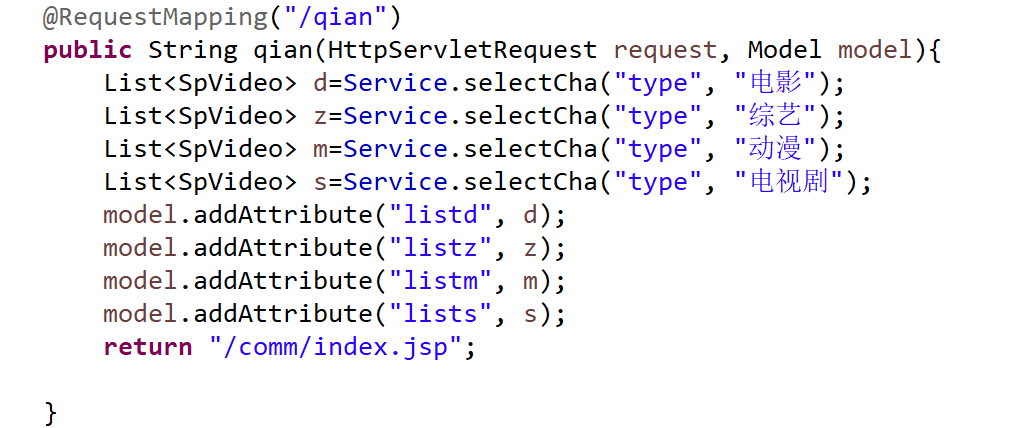 @RequestMapping("/qian")
public String qian(HttpServletRequest request, Model model){
    List<SpVideo> d=Service.selectCha("type", "电影");
    List<SpVideo> z=Service.selectCha("type", "综艺");
    List<SpVideo> m=Service.selectCha("type", "动漫");
    List<SpVideo> s=Service.selectCha("type", "电视剧");
    model.addAttribute("listd", d);
    model.addAttribute("listz", z);
    model.addAttribute("listm", m);
    model.addAttribute("lists", s);
    return "/comm/index.jsp";
}